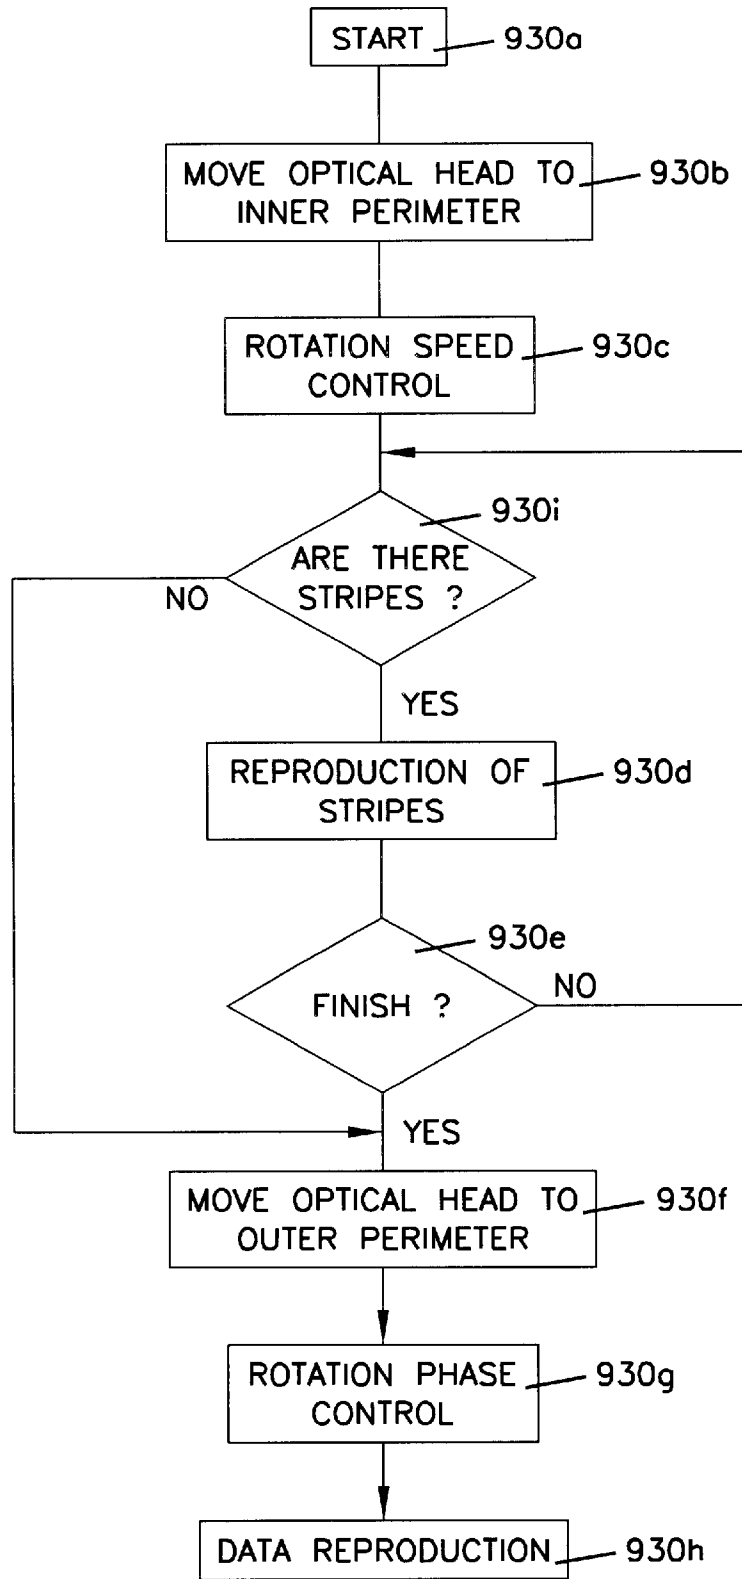 START
930a
MOVE OPTICAL HEAD TO
INNER PERIMETER
930b
ROTATION SPEED
CONTROL
930c
930i
ARE THERE
STRIPES ?
NO
YES
REPRODUCTION OF
STRIPES
930d
930e
FINISH ?
NO
YES
MOVE OPTICAL HEAD TO
OUTER PERIMETER
930f
ROTATION PHASE
CONTROL
930g
DATA REPRODUCTION
930h